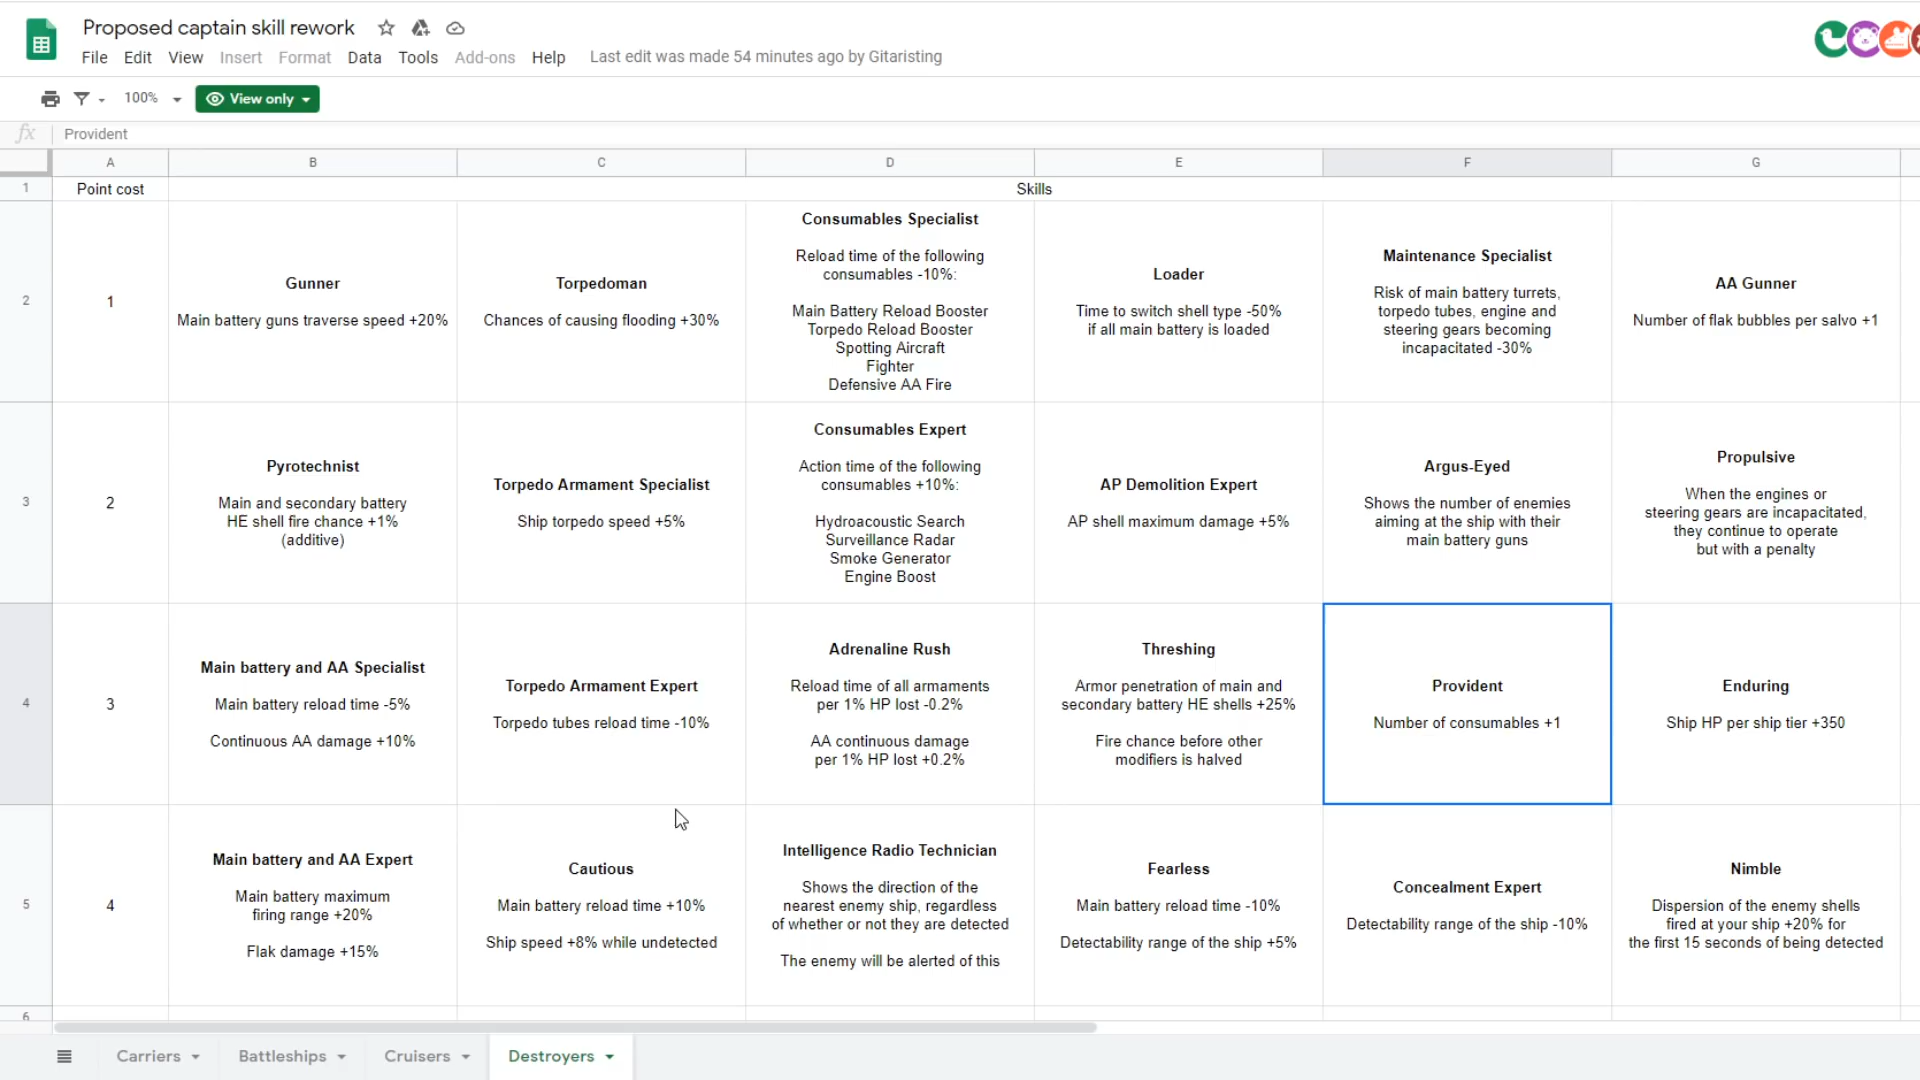 Proposed captain skill rework
File Edit View Insert Format Data Tools Add-ons Help Last edit was made 54 minutes ago by Gitaristing
100% View only
fx Provident
A B C D E F G
1 Point cost Skills
2
1
Gunner
Main battery guns traverse speed +20%
Torpedoman
Chances of causing flooding +30%
Consumables Specialist
Reload time of the following
consumables -10%:
Main Battery Reload Booster
Torpedo Reload Booster
Spotting Aircraft
Fighter
Defensive AA Fire
Loader
Time to switch shell type -50%
if all main battery is loaded
Maintenance Specialist
Risk of main battery turrets,
torpedo tubes, engine and
steering gears becoming
incapacitated -30%
AA Gunner
Number of flak bubbles per salvo +1
3
2
Pyrotechnist
Main and secondary battery
HE shell fire chance +1%
(additive)
Torpedo Armament Specialist
Ship torpedo speed +5%
Consumables Expert
Action time of the following
consumables +10%:
Hydroacoustic Search
Surveillance Radar
Smoke Generator
Engine Boost
AP Demolition Expert
AP shell maximum damage +5%
Argus-Eyed
Shows the number of enemies
aiming at the ship with their
main battery guns
Propulsive
When the engines or
steering gears are incapacitated,
they continue to operate
but with a penalty
4
3
Main battery and AA Specialist
Main battery reload time -5%
Continuous AA damage +10%
Torpedo Armament Expert
Torpedo tubes reload time -10%
Adrenaline Rush
Reload time of all armaments
per 1% HP lost -0.2%
AA continuous damage
per 1% HP lost +0.2%
Threshing
Armor penetration of main and
secondary battery HE shells +25%
Fire chance before other
modifiers is halved
Provident
Number of consumables +1
Enduring
Ship HP per ship tier +350
5
4
Main battery and AA Expert
Main battery maximum
firing range +20%
Flak damage +15%
Cautious
Main battery reload time +10%
Ship speed +8% while undetected
Intelligence Radio Technician
Shows the direction of the
nearest enemy ship, regardless
of whether or not they are detected
The enemy will be alerted of this
Fearless
Main battery reload time -10%
Detectability range of the ship +5%
Concealment Expert
Detectability range of the ship -10%
Nimble
Dispersion of the enemy shells
fired at your ship +20% for
the first 15 seconds of being detected
6
Carriers Battleships Cruisers Destroyers